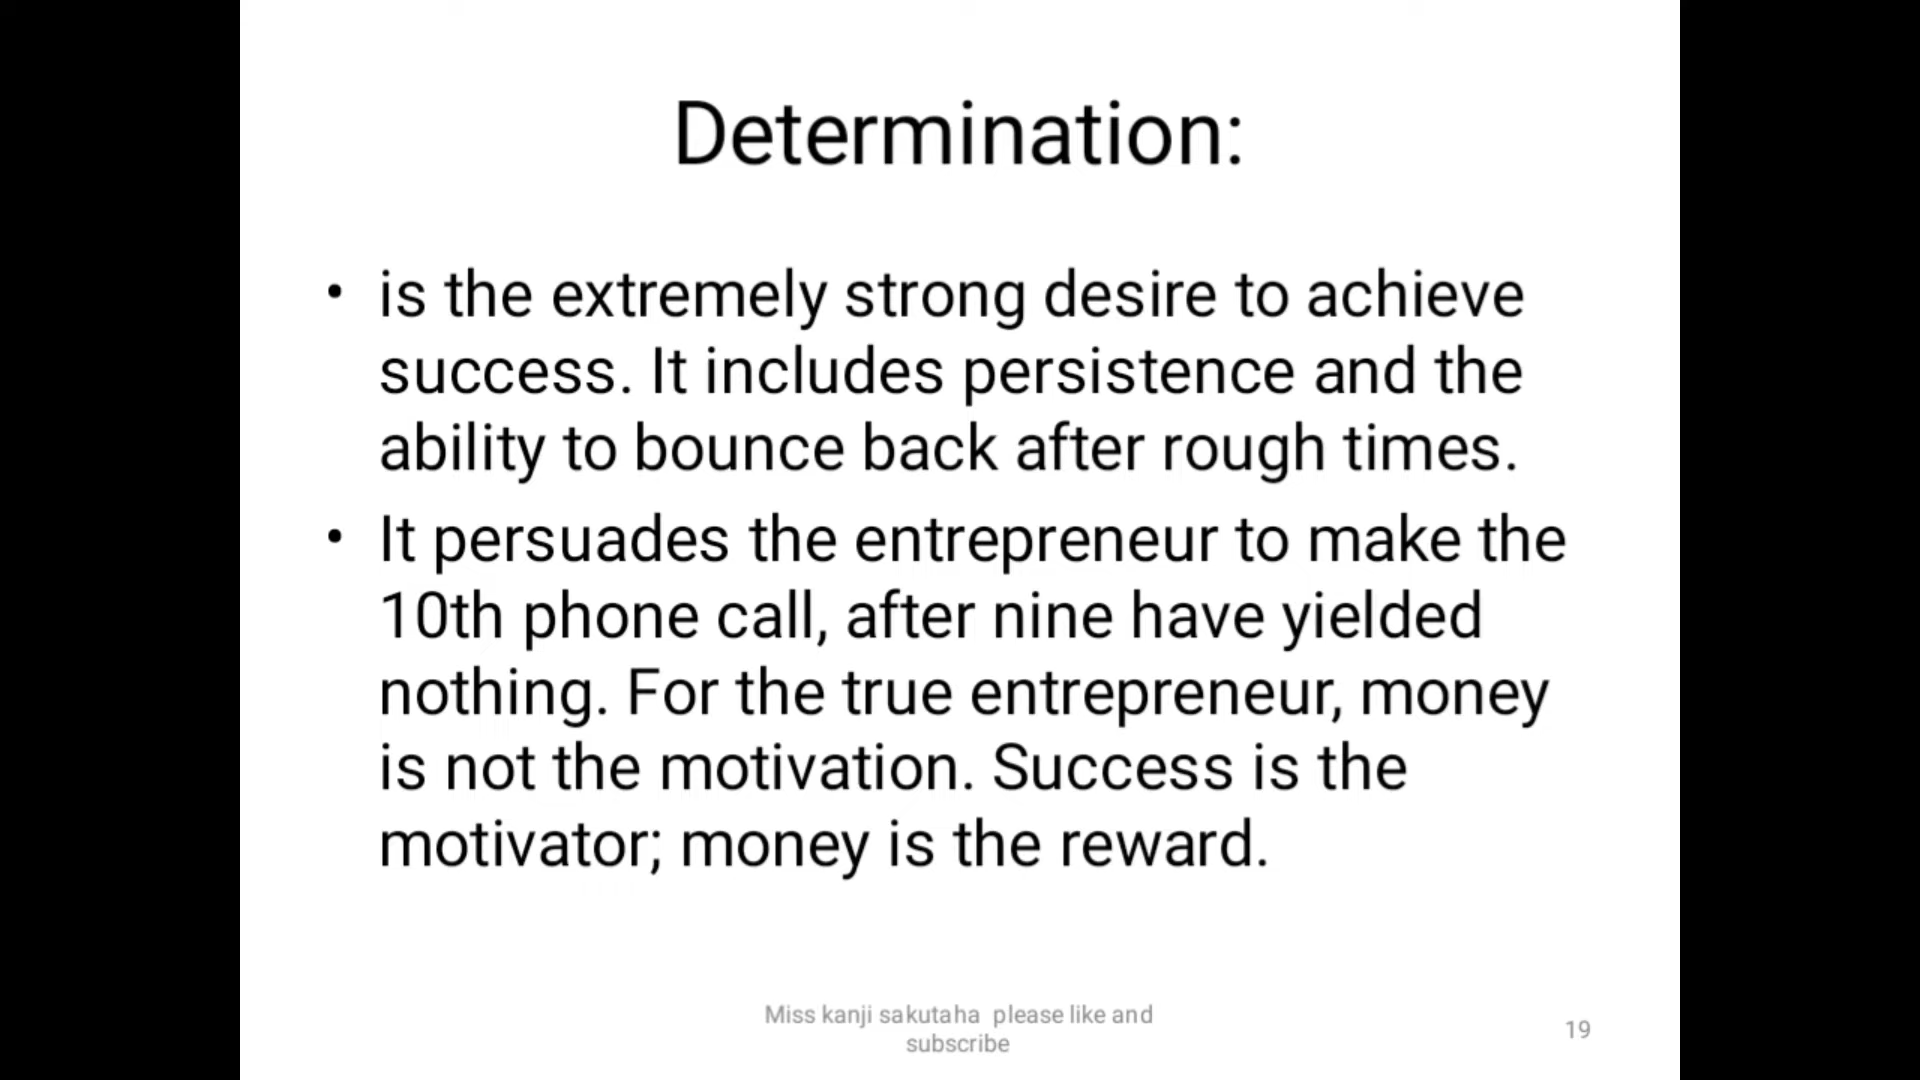 Determination:
• is the extremely strong desire to achieve
success. It includes persistence and the
ability to bounce back after rough times.
• It persuades the entrepreneur to make the
10th phone call, after nine have yielded
nothing. For the true entrepreneur, money
is not the motivation. Success is the
motivator; money is the reward.
Miss kanji sakutaha please like and
subscribe
19